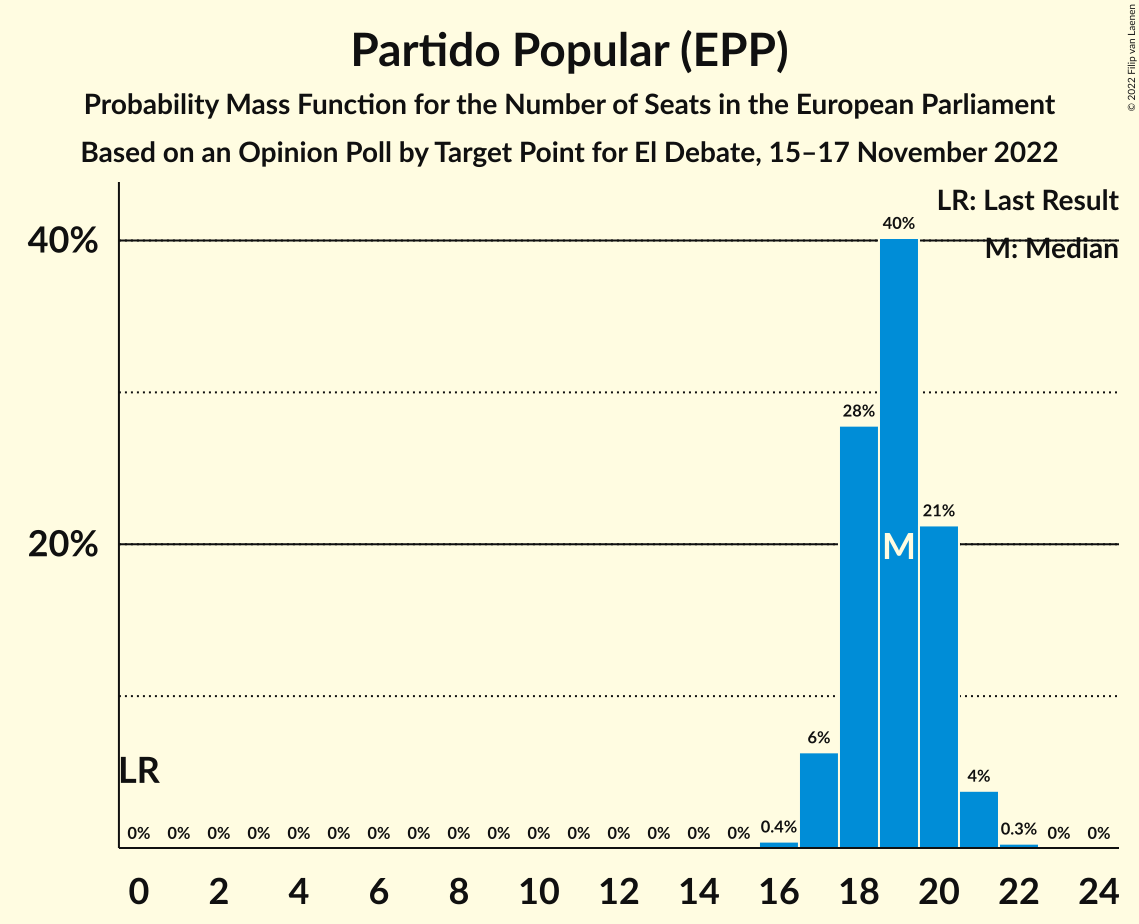 Partido Popular (EPP)
Probability Mass Function for the Number of Seats in the European Parliament
Based on an Opinion Poll by Target Point for El Debate, 15–17 November 2022
© 2022 Filip van Laenen
LR: Last Result
M: Median
40%
20%
40%
28%
21%
M
6%
4%
LR
0% 0% 0% 0% 0% 0% 0% 0% 0% 0% 0% 0% 0% 0% 0% 0% 0.4% 0.3% 0% 0%
0 2 4 6 8 10 12 14 16 18 20 22 24